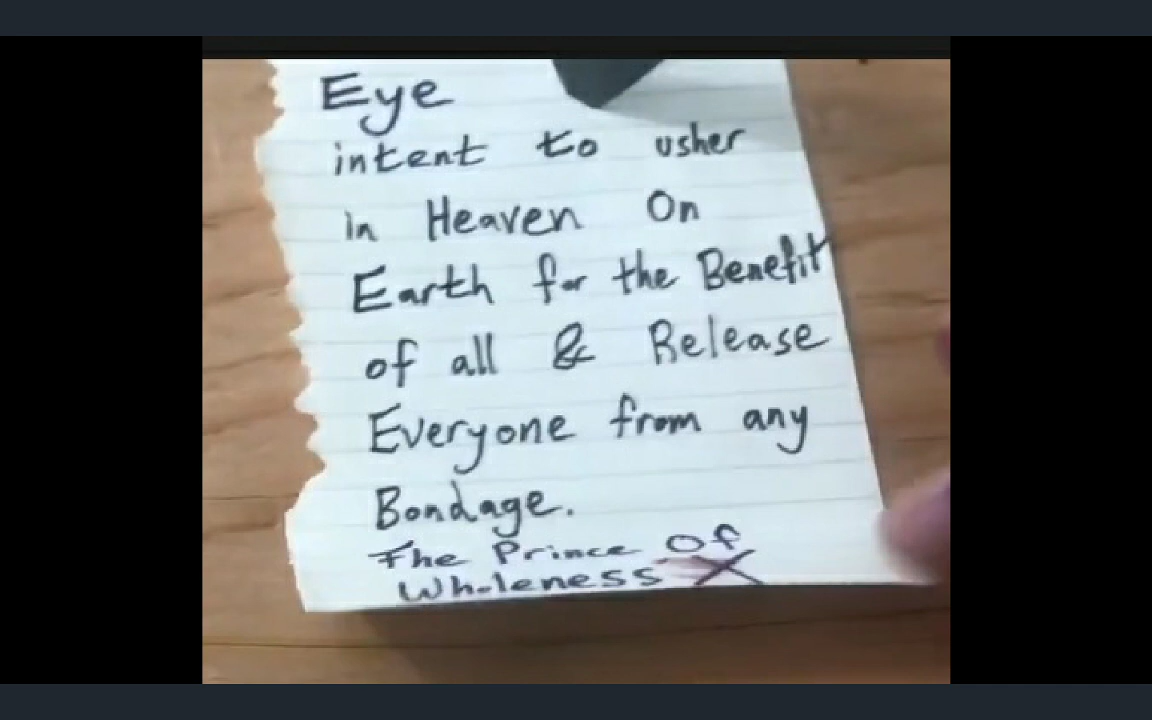 Eye
intent to usher
in Heaven On
Earth for the Benefit
of all & Release
Everyone from any
Bondage.
The Prince Of
Wholeness X